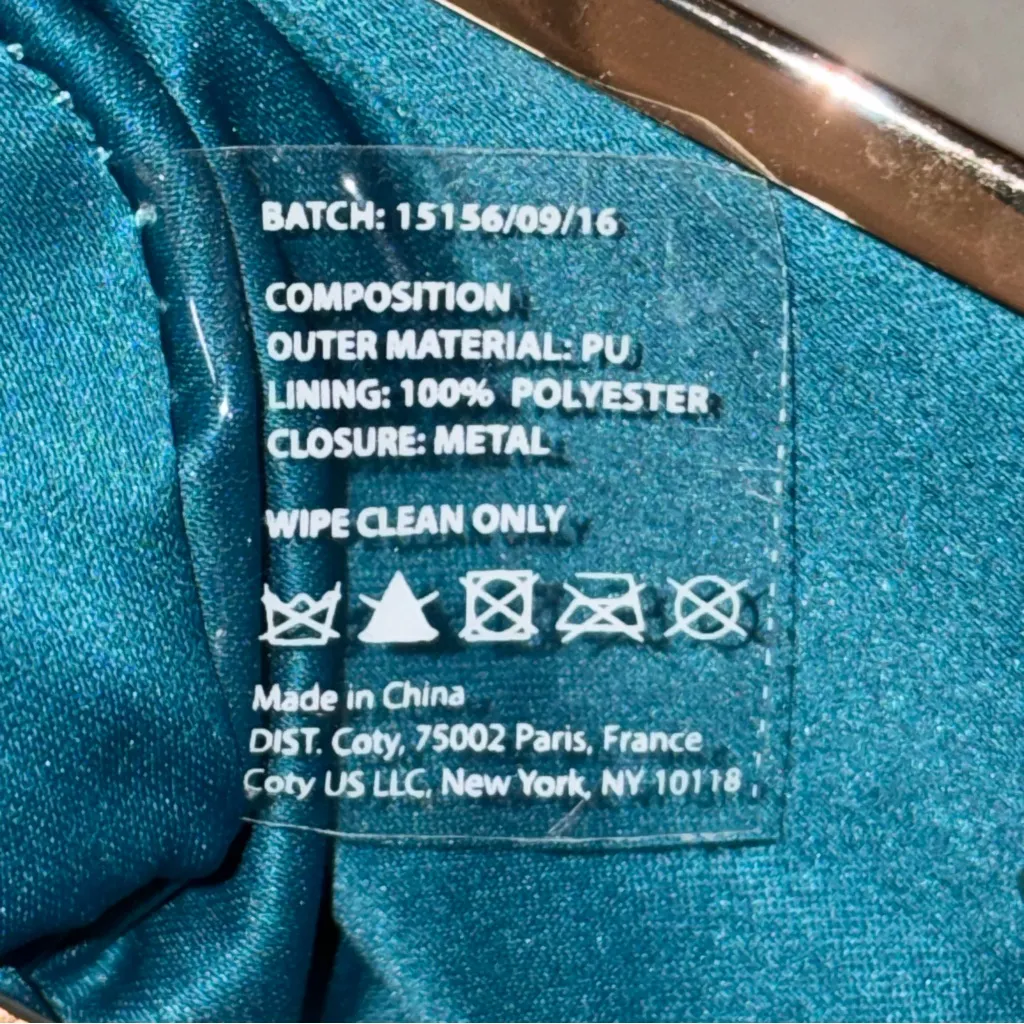 BATCH: 15156/09/16
COMPOSITION
OUTER MATERIAL: PU
LINING: 100% POLYESTER
CLOSURE: METAL
WIPE CLEAN ONLY
Made in China
DIST. Coty, 75002 Paris, France
Coty US LLC, New York, NY 10118